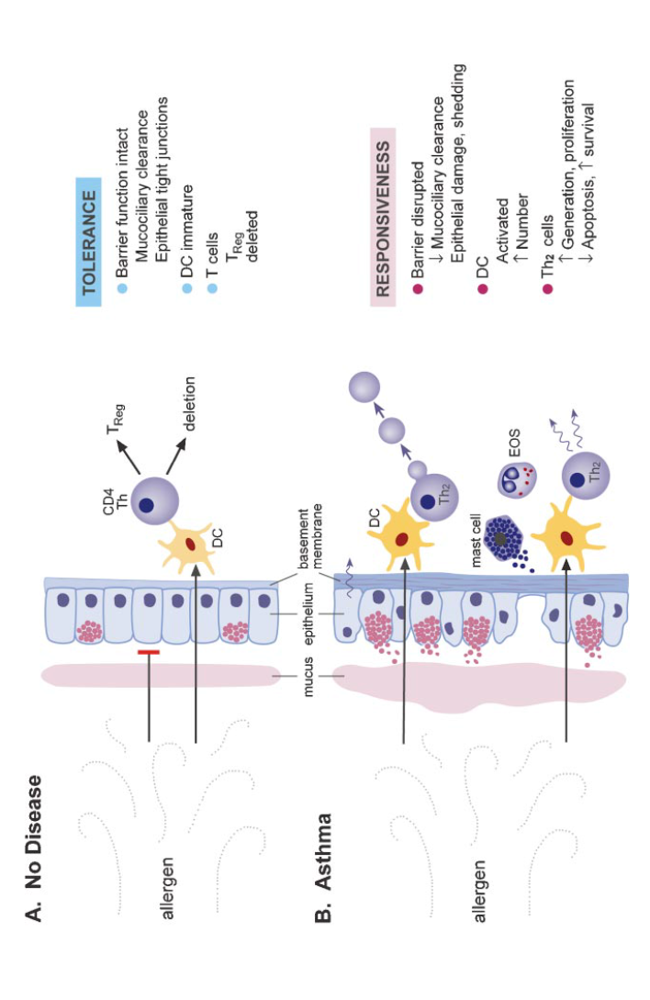 A. No Disease
allergen
mucus
epithelium
basement
membrane
DC
CD4
Th
TReg
deletion
TOLERANCE
Barrier function intact
Mucociliary clearance
Epithelial tight junctions
DC immature
T cells
TReg
deleted
B. Asthma
allergen
DC
Th2
mast cell
EOS
Th2
RESPONSIVENESS
Barrier disrupted
↓ Mucociliary clearance
Epithelial damage, shedding
DC
Activated
↑ Number
Th2 cells
↑ Generation, proliferation
↓ Apoptosis, ↑ survival